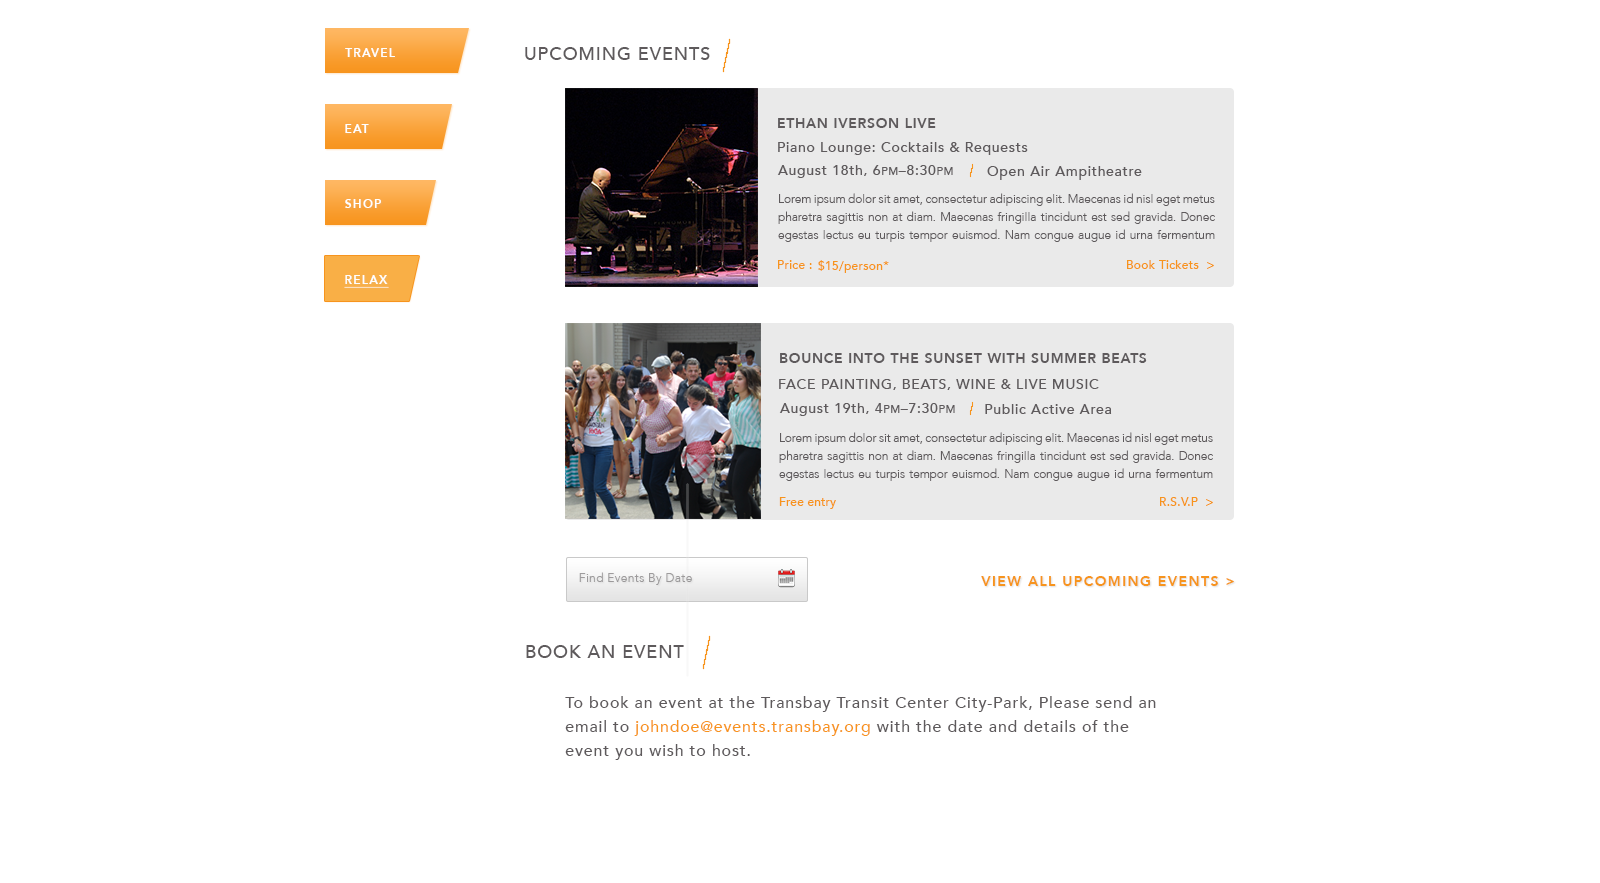 TRAVEL
EAT
SHOP
RELAX
UPCOMING EVENTS
ETHAN IVERSON LIVE
Piano Lounge: Cocktails & Requests
August 18th, 6PM–8:30PM / Open Air Ampitheatre
Lorem ipsum dolor sit amet, consectetur adipiscing elit. Maecenas id nisl eget metus
pharetra sagittis non at diam. Maecenas fringilla tincidunt est sed gravida. Donec
egestas lectus eu turpis tempor euismod. Nam congue augue id urna fermentum
Price : $15/person*
Book Tickets >
BOUNCE INTO THE SUNSET WITH SUMMER BEATS
FACE PAINTING, BEATS, WINE & LIVE MUSIC
August 19th, 4PM–7:30PM / Public Active Area
Lorem ipsum dolor sit amet, consectetur adipiscing elit. Maecenas id nisl eget metus
pharetra sagittis non at diam. Maecenas fringilla tincidunt est sed gravida. Donec
egestas lectus eu turpis tempor euismod. Nam congue augue id urna fermentum
Free entry
R.S.V.P >
Find Events By Date
VIEW ALL UPCOMING EVENTS >
BOOK AN EVENT
To book an event at the Transbay Transit Center City-Park, Please send an
email to johndoe@events.transbay.org with the date and details of the
event you wish to host.